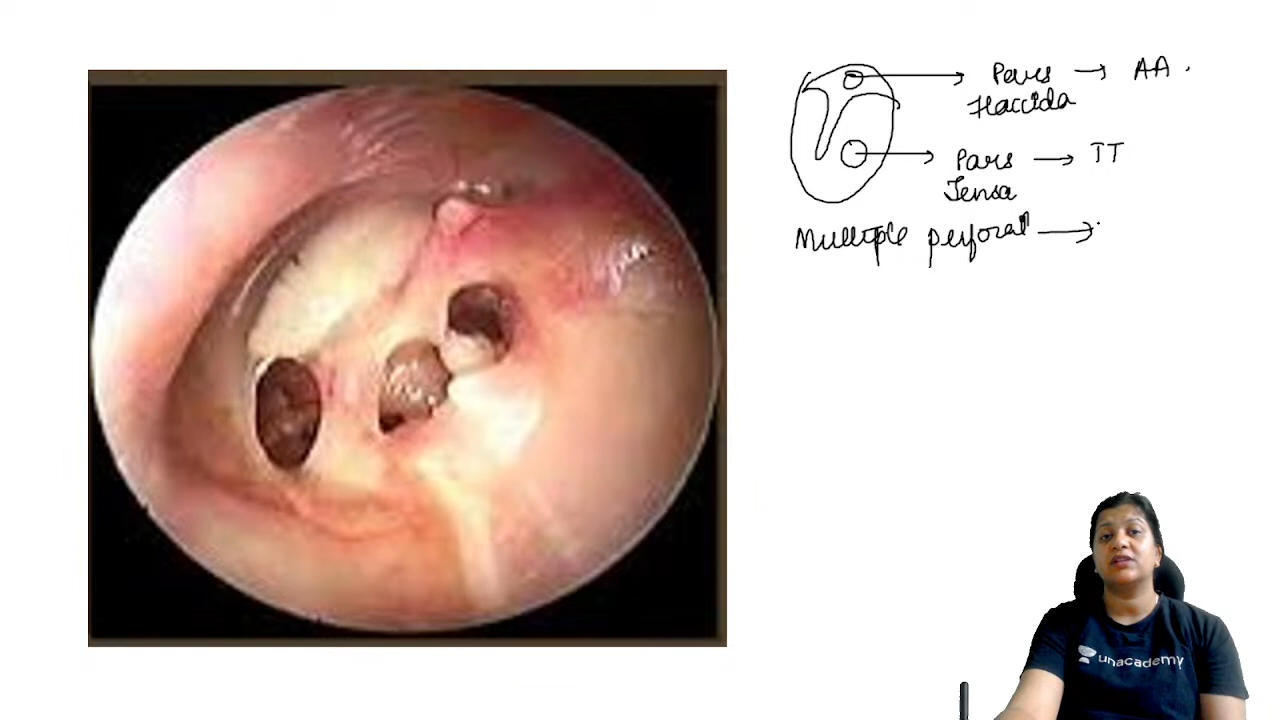 Pars → AA.
flaccida
Pars → TT
Tensa
Multiple perforatn →
unacademy